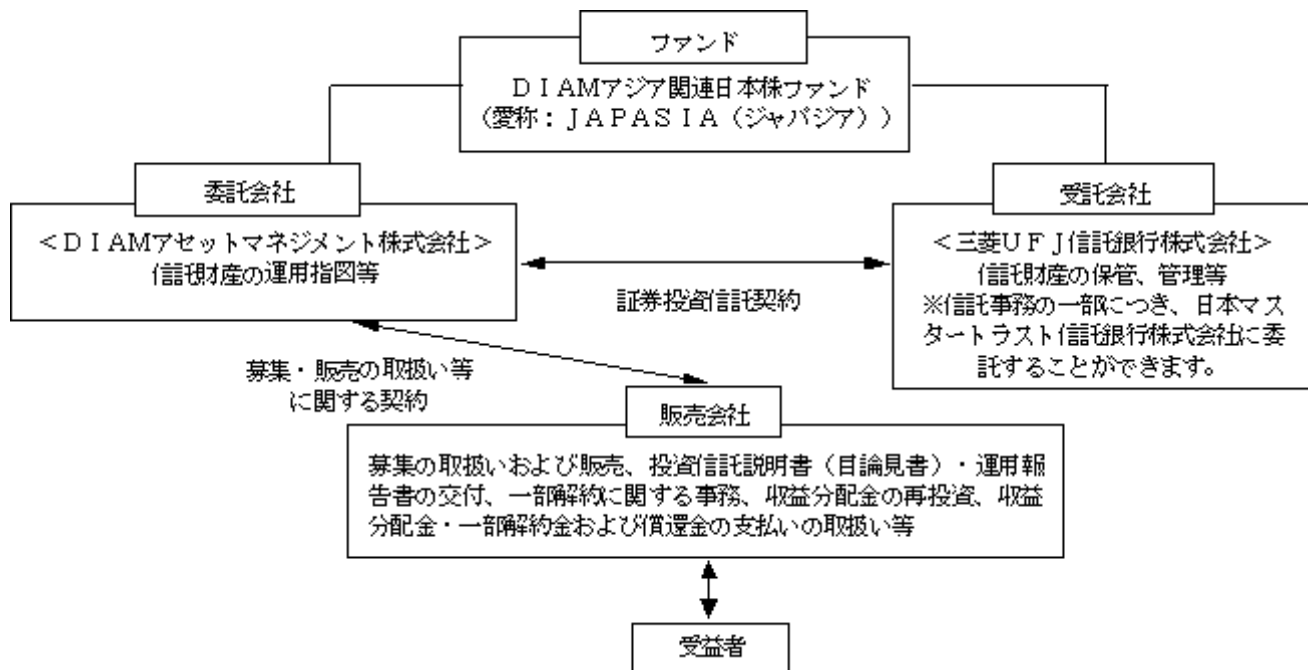 ファンド
DIAMアジア関連日本株ファンド
(愛称:JAPASIA(ジャパジア))
委託会社
<DIAMアセットマネジメント株式会社>
信託財産の運用指図等
受託会社
<三菱UFJ信託銀行株式会社>
信託財産の保管、管理等
※信託事務の一部につき、日本マス
タートラスト信託銀行株式会社に委
託することができます。
証券投資信託契約
募集・販売の取扱い等
に関する契約
販売会社
募集の取扱いおよび販売、投資信託説明書(目論見書)・運用報
告書の交付、一部解約に関する事務、収益分配金の再投資、収益
分配金・一部解約金および償還金の支払いの取扱い等
受益者